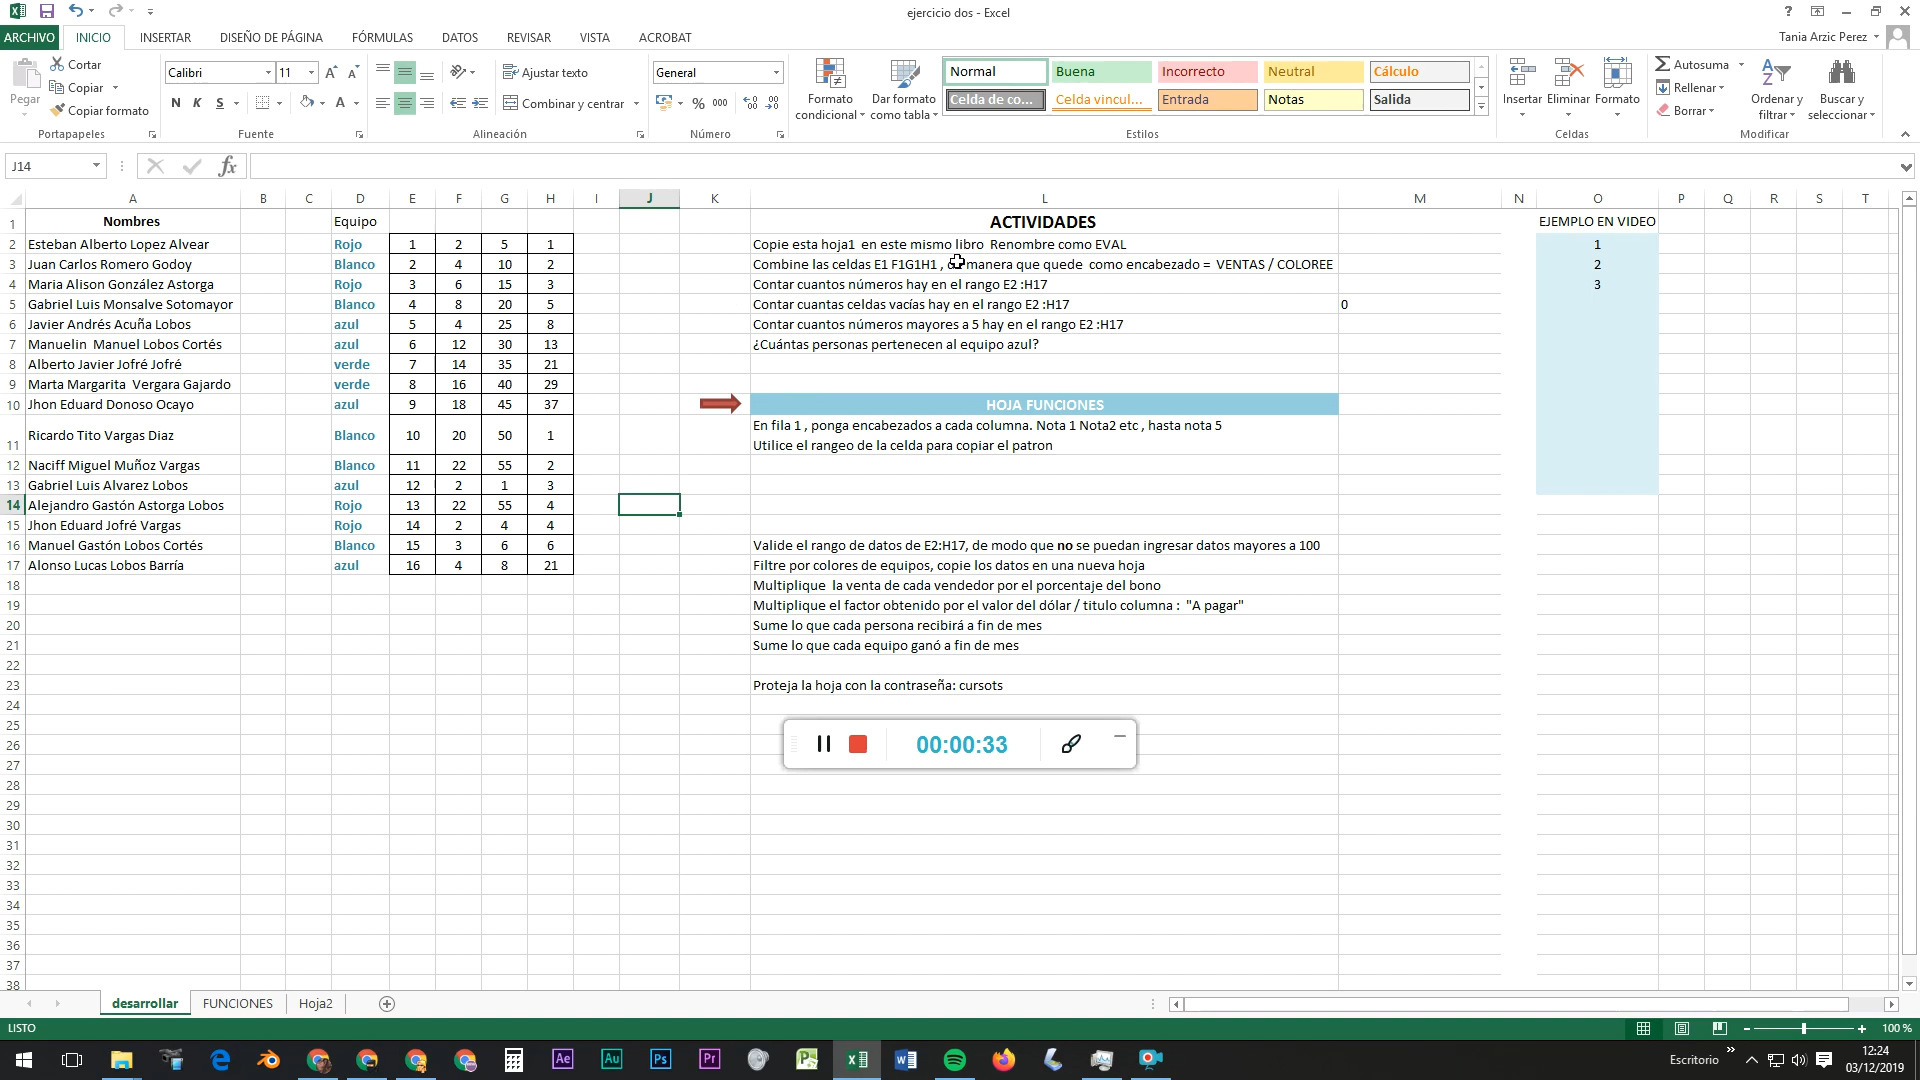 ejercicio dos - Excel
ARCHIVO INICIO INSERTAR DISEÑO DE PÁGINA FÓRMULAS DATOS REVISAR VISTA ACROBAT
Tania Arzic Perez
Pegar
Cortar
Copiar
Copiar formato
Portapapeles
Calibri 11
N K S
Fuente
Ajustar texto
Combinar y centrar
Alineación
General
% 000
Número
Formato condicional
Dar formato como tabla
Normal Buena Incorrecto Neutral Cálculo
Celda de co... Celda vincul... Entrada Notas Salida
Estilos
Insertar Eliminar Formato
Celdas
Autosuma
Rellenar
Borrar
Ordenar y filtrar
Buscar y seleccionar
Modificar
J14
fx
A B C D E F G H I J K L M N O P Q R S T
1 Nombres Equipo ACTIVIDADES EJEMPLO EN VIDEO
2 Esteban Alberto Lopez Alvear Rojo 1 2 5 1 Copie esta hoja1 en este mismo libro Renombre como EVAL 1
3 Juan Carlos Romero Godoy Blanco 2 4 10 2 Combine las celdas E1 F1G1H1 , manera que quede como encabezado = VENTAS / COLOREE 2
4 Maria Alison González Astorga Rojo 3 6 15 3 Contar cuantos números hay en el rango E2 :H17 3
5 Gabriel Luis Monsalve Sotomayor Blanco 4 8 20 5 Contar cuantas celdas vacías hay en el rango E2 :H17 0
6 Javier Andrés Acuña Lobos azul 5 4 25 8 Contar cuantos números mayores a 5 hay en el rango E2 :H17
7 Manuelin Manuel Lobos Cortés azul 6 12 30 13 ¿Cuántas personas pertenecen al equipo azul?
8 Alberto Javier Jofré Jofré verde 7 14 35 21
9 Marta Margarita Vergara Gajardo verde 8 16 40 29
10 Jhon Eduard Donoso Ocayo azul 9 18 45 37 HOJA FUNCIONES
11 Ricardo Tito Vargas Diaz Blanco 10 20 50 1 En fila 1 , ponga encabezados a cada columna. Nota 1 Nota2 etc , hasta nota 5
Utilice el rangeo de la celda para copiar el patron
12 Naciff Miguel Muñoz Vargas Blanco 11 22 55 2
13 Gabriel Luis Alvarez Lobos azul 12 2 1 3
14 Alejandro Gastón Astorga Lobos Rojo 13 22 55 4
15 Jhon Eduard Jofré Vargas Rojo 14 2 4 4
16 Manuel Gastón Lobos Cortés Blanco 15 3 6 6 Valide el rango de datos de E2:H17, de modo que no se puedan ingresar datos mayores a 100
17 Alonso Lucas Lobos Barría azul 16 4 8 21 Filtre por colores de equipos, copie los datos en una nueva hoja
18 Multiplique la venta de cada vendedor por el porcentaje del bono
19 Multiplique el factor obtenido por el valor del dólar / titulo columna : "A pagar"
20 Sume lo que cada persona recibirá a fin de mes
21 Sume lo que cada equipo ganó a fin de mes
22
23 Proteja la hoja con la contraseña: cursots
24
25
26
27
28
29
30
31
32
33
34
35
36
37
38
00:00:33
desarrollar FUNCIONES Hoja2
LISTO
100 %
Ae Au Ps Pr
Escritorio
12:24
03/12/2019